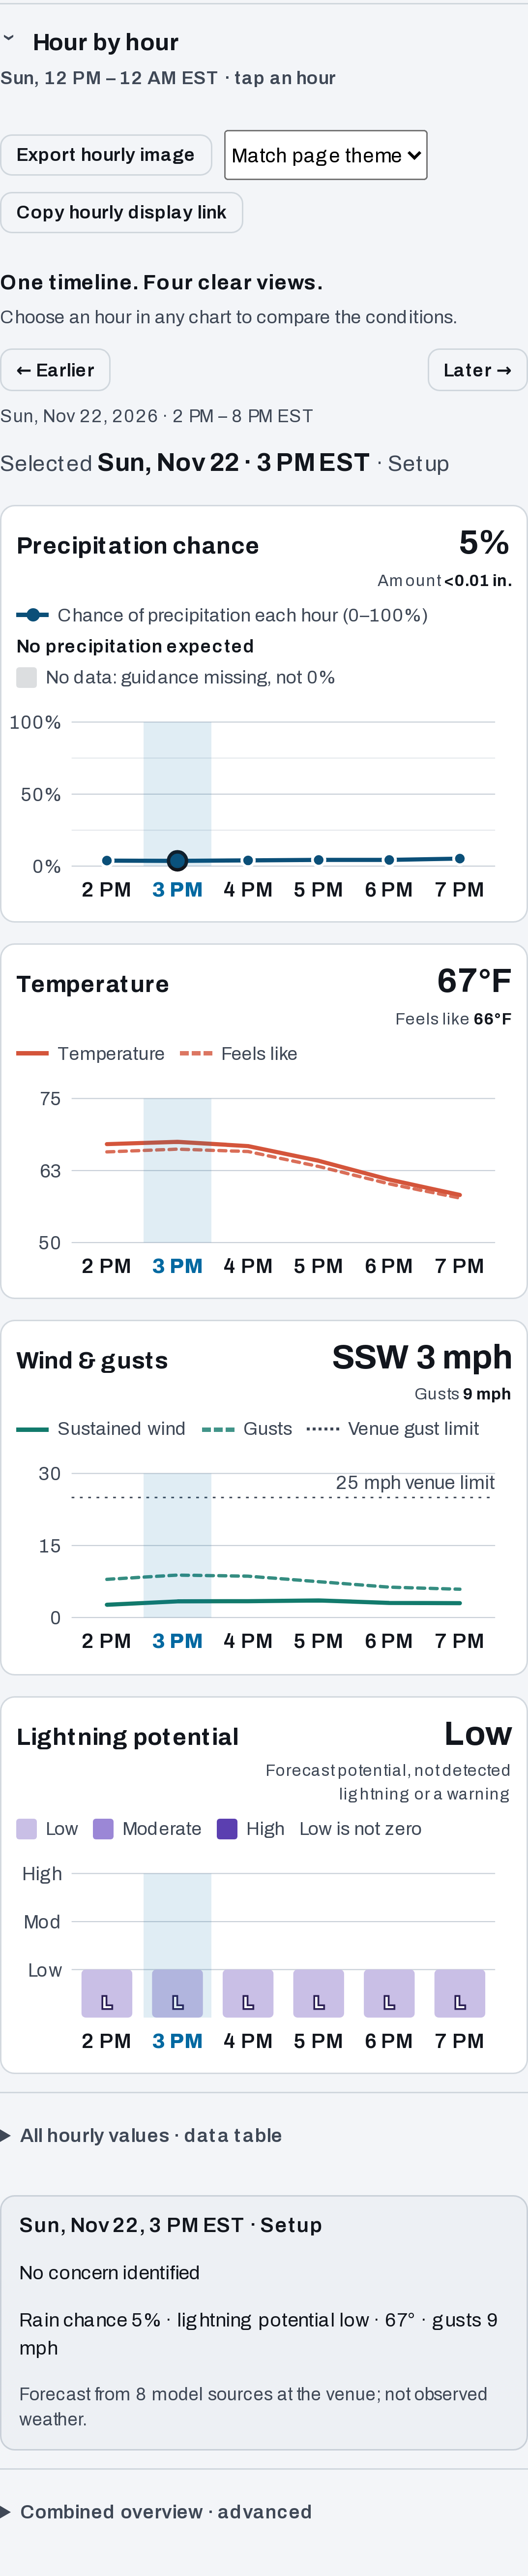 Hour by hour
Sun, 12 PM – 12 AM EST · tap an hour
Export hourly image
Match page theme
Copy hourly display link
One timeline. Four clear views.
Choose an hour in any chart to compare the conditions.
← Earlier
Later →
Sun, Nov 22, 2026 · 2 PM – 8 PM EST
Selected Sun, Nov 22 · 3 PM EST · Setup
Precipitation chance
5%
Amount <0.01 in.
Chance of precipitation each hour (0–100%)
No precipitation expected
No data: guidance missing, not 0%
100%
50%
0%
2 PM 3 PM 4 PM 5 PM 6 PM 7 PM
Temperature
67°F
Feels like 66°F
Temperature Feels like
75
63
50
2 PM 3 PM 4 PM 5 PM 6 PM 7 PM
Wind & gusts
SSW 3 mph
Gusts 9 mph
Sustained wind Gusts Venue gust limit
30
25 mph venue limit
15
0
2 PM 3 PM 4 PM 5 PM 6 PM 7 PM
Lightning potential
Low
Forecast potential, not detected
lightning or a warning
Low Moderate High Low is not zero
High
Mod
Low
L L L L L L
2 PM 3 PM 4 PM 5 PM 6 PM 7 PM
All hourly values · data table
Sun, Nov 22, 3 PM EST · Setup
No concern identified
Rain chance 5% · lightning potential low · 67° · gusts 9
mph
Forecast from 8 model sources at the venue; not observed
weather.
Combined overview · advanced